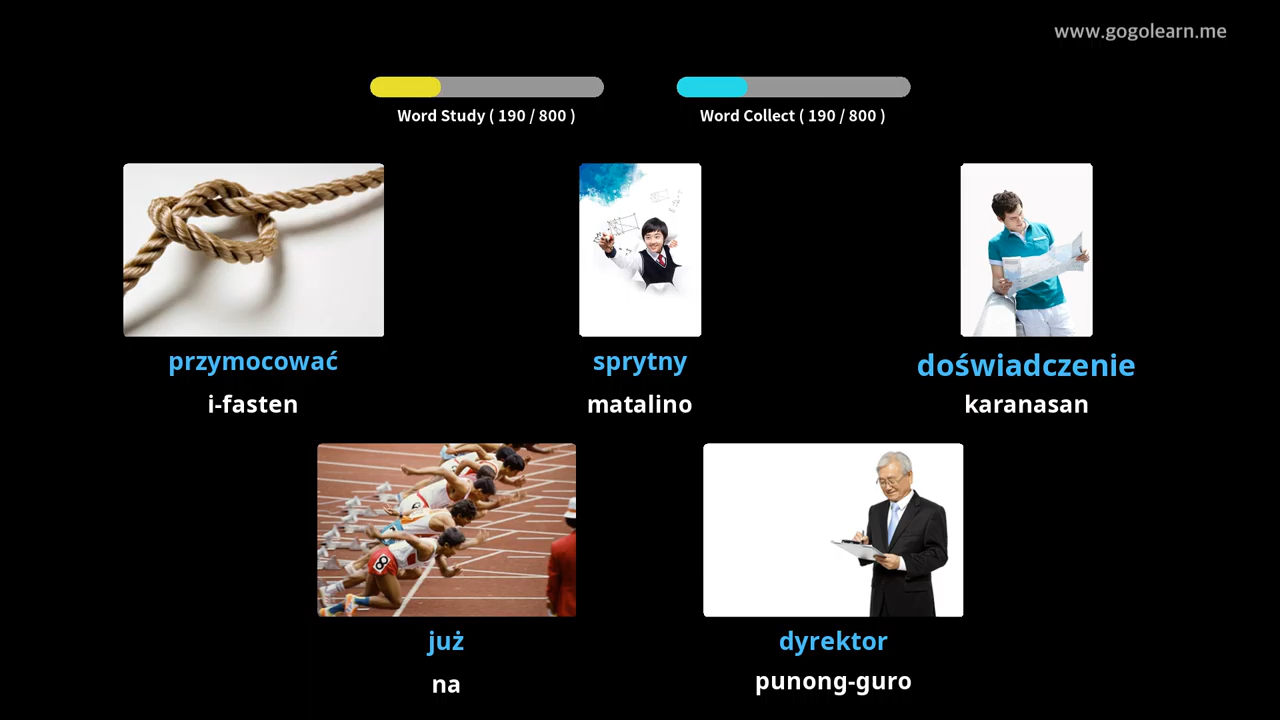 www.gogolearn.me
Word Study ( 190 / 800 )
Word Collect ( 190 / 800 )
przymocować
i-fasten
sprytny
matalino
doświadczenie
karanasan
już
na
dyrektor
punong-guro